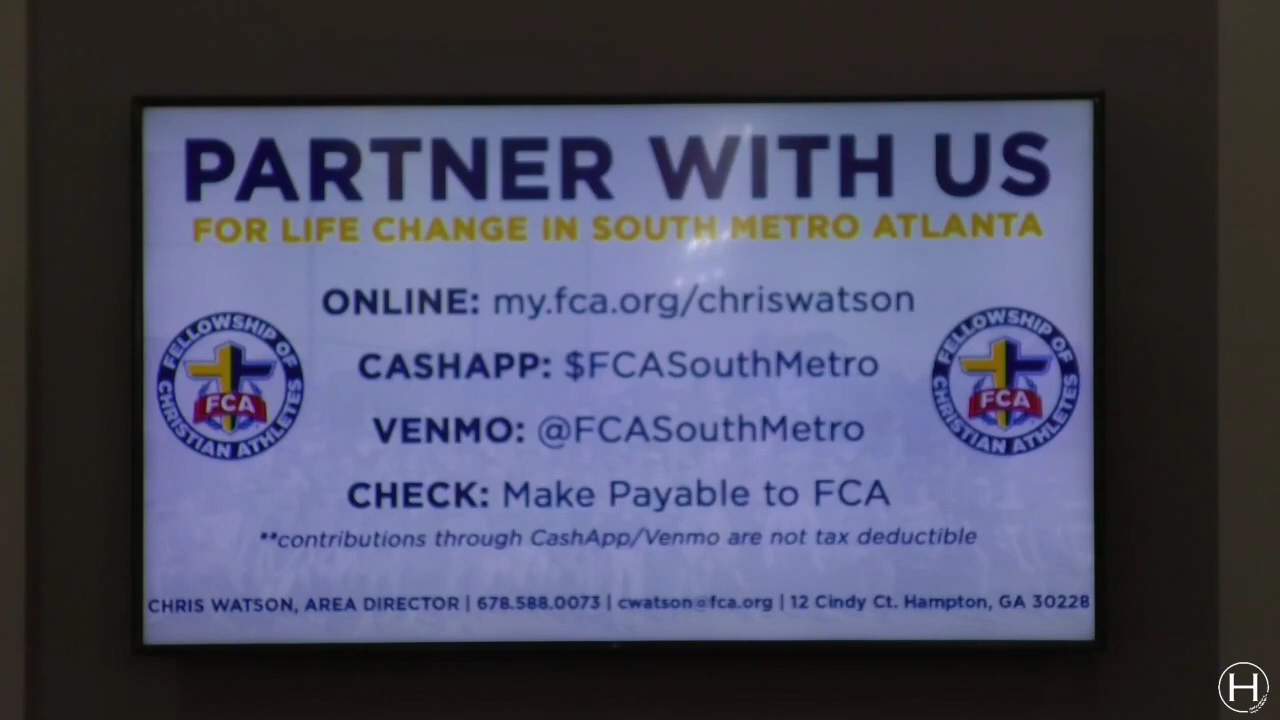 PARTNER WITH US
FOR LIFE CHANGE IN SOUTH METRO ATLANTA
ONLINE: my.fca.org/chriswatson
CASHAPP: $FCASouthMetro
VENMO: @FCASouthMetro
CHECK: Make Payable to FCA
**contributions through CashApp/Venmo are not tax deductible
FELLOWSHIP OF CHRISTIAN ATHLETES
FCA
FELLOWSHIP OF CHRISTIAN ATHLETES
FCA
CHRIS WATSON, AREA DIRECTOR | 678.588.0073 | cwatson@fca.org | 12 Cindy Ct. Hampton, GA 30228
H